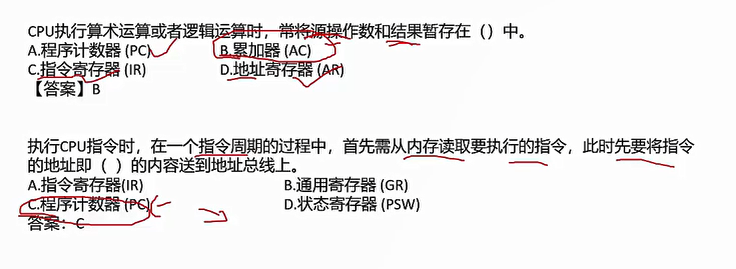 CPU执行算术运算或者逻辑运算时，常将源操作数和结果暂存在（）中。
A.程序计数器 (PC) B.累加器 (AC)
C.指令寄存器 (IR) D.地址寄存器 (AR)
【答案】B
执行CPU指令时，在一个指令周期的过程中，首先需从内存读取要执行的指令，此时先要将指令
的地址即（ ）的内容送到地址总线上。
A.指令寄存器(IR) B.通用寄存器 (GR)
C.程序计数器 (PC) D.状态寄存器 (PSW)
答案：C